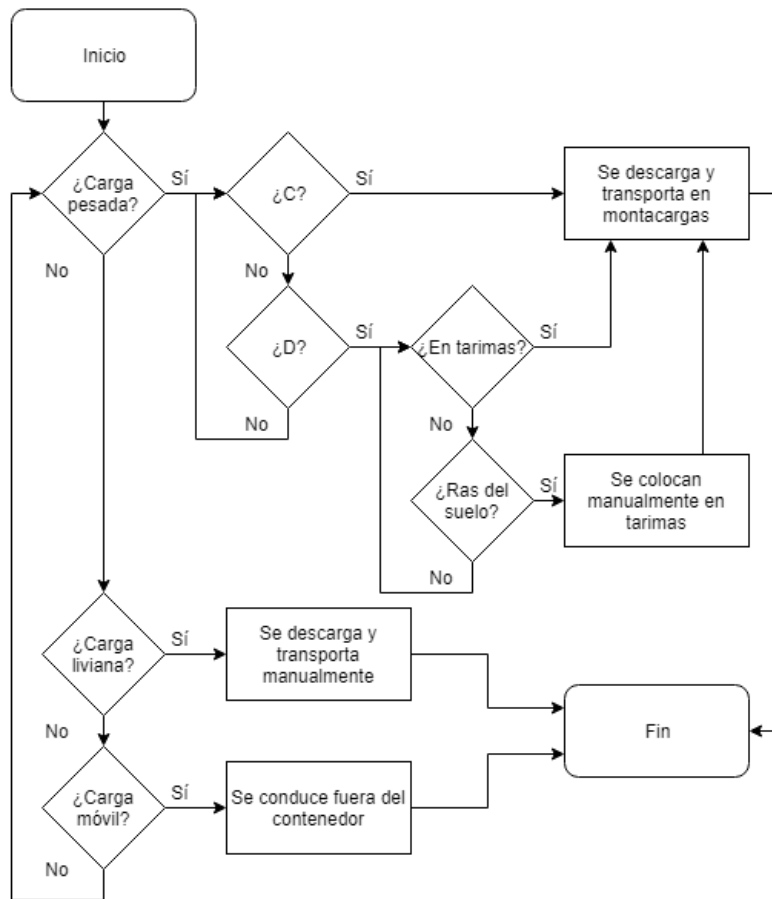 Inicio
¿Carga
pesada?
Sí
¿C?
Sí
Se descarga y
transporta en
montacargas
No
No
¿D?
Sí
¿En tarimas?
Sí
No
No
¿Ras del
suelo?
Sí
Se colocan
manualmente en
tarimas
No
¿Carga
liviana?
Sí
Se descarga y
transporta
manualmente
No
Fin
¿Carga
móvil?
Sí
Se conduce fuera del
contenedor
No